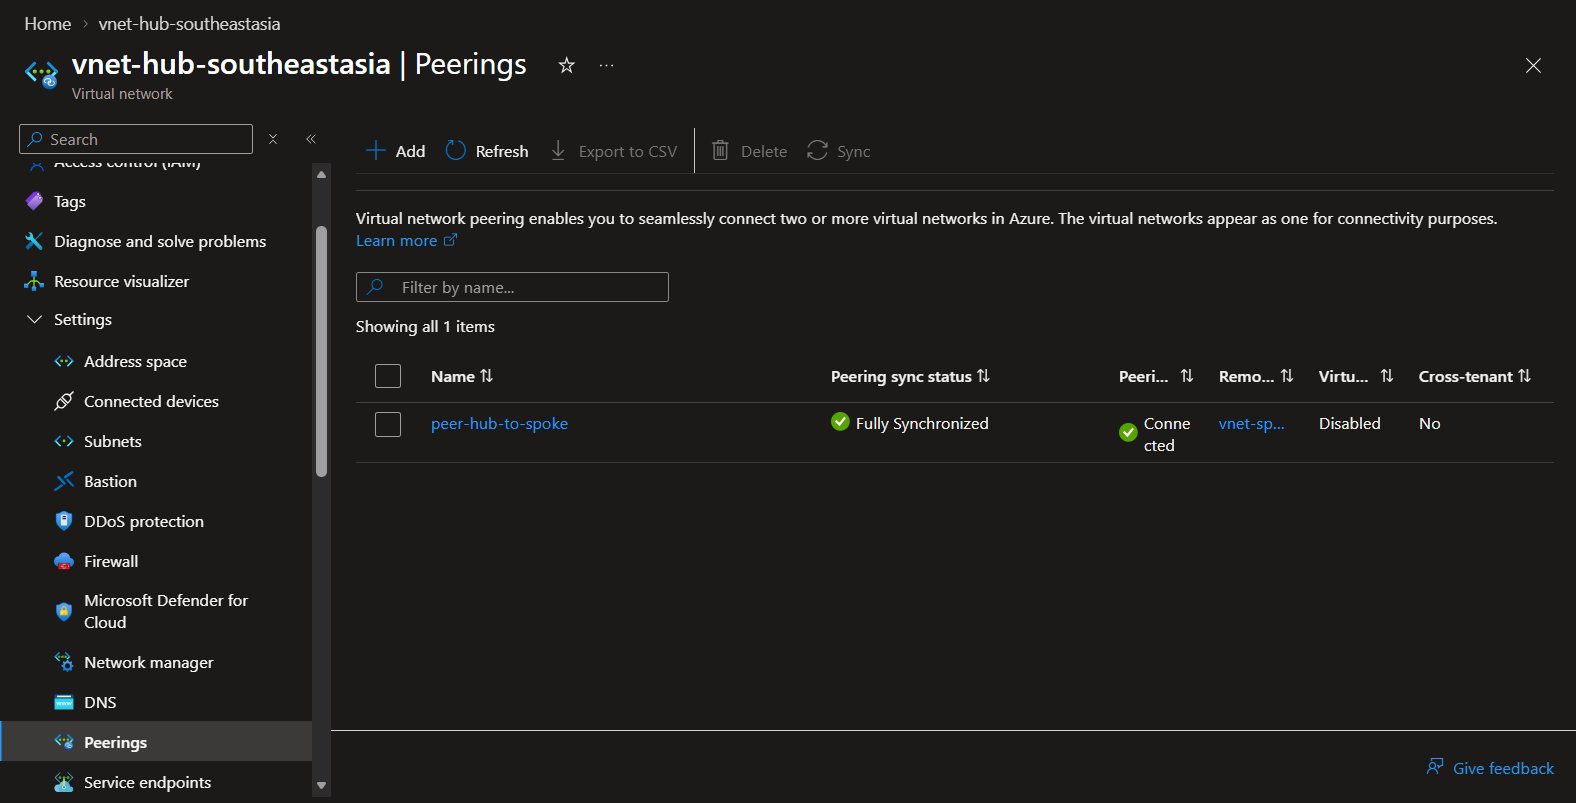 Home > vnet-hub-southeastasia
vnet-hub-southeastasia | Peerings
Virtual network
Search
Access control (IAM)
Tags
Diagnose and solve problems
Resource visualizer
Settings
Address space
Connected devices
Subnets
Bastion
DDoS protection
Firewall
Microsoft Defender for
Cloud
Network manager
DNS
Peerings
Service endpoints
Add Refresh Export to CSV Delete Sync
Virtual network peering enables you to seamlessly connect two or more virtual networks in Azure. The virtual networks appear as one for connectivity purposes.
Learn more
Filter by name...
Showing all 1 items
Name Peering sync status Peeri... Remo... Virtu... Cross-tenant
peer-hub-to-spoke Fully Synchronized Conne vnet-sp... Disabled No
cted
Give feedback